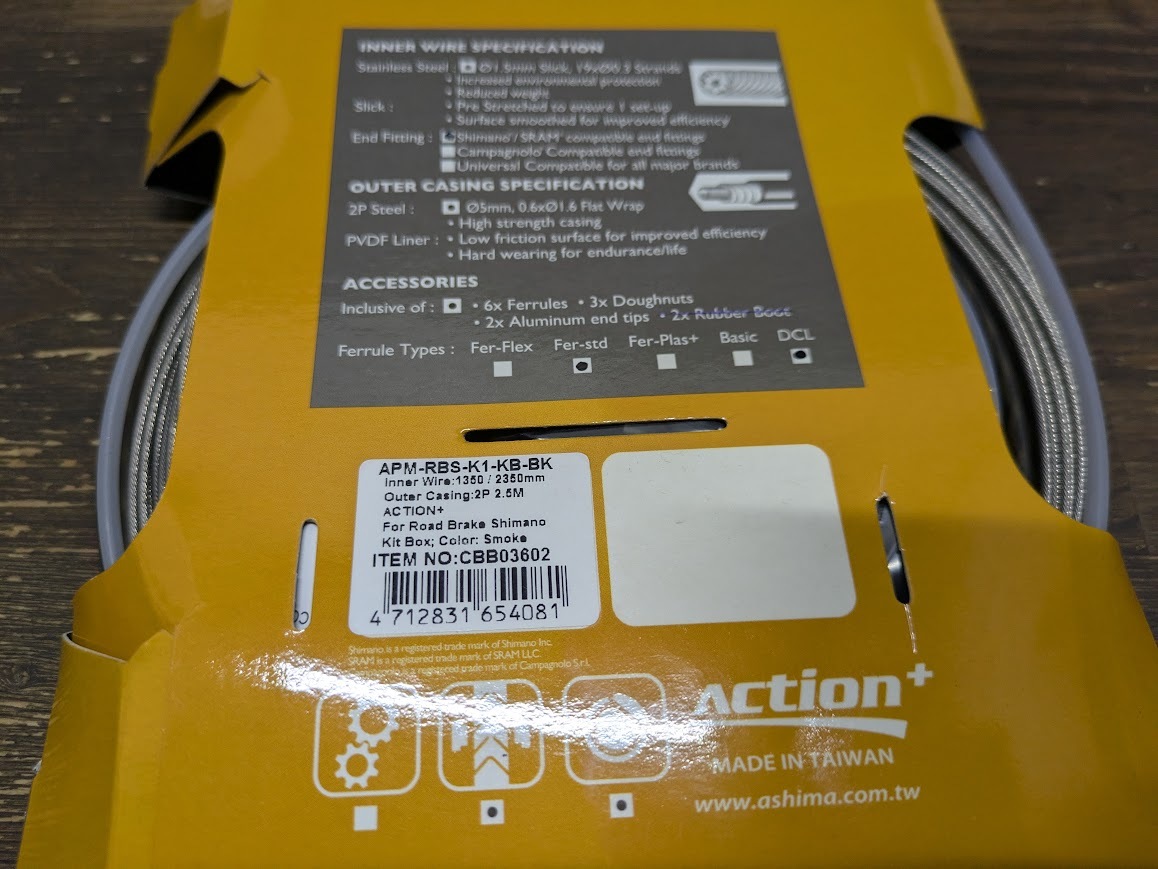 INNER WIRE SPECIFICATION
Stainless Steel : Ø1.5mm Slick, 19xØ0.3 Strands
• Increased environmental protection
• Reduced weight
Slick : • Pre Stretched to ensure 1 set-up
• Surface smoothed for improved efficiency
End Fitting : Shimano/ SRAM compatible end fittings
Campagnolo Compatible end fittings
Universal Compatible for all major brands
OUTER CASING SPECIFICATION
2P Steel : Ø5mm, 0.6xØ1.6 Flat Wrap
• High strength casing
PVDF Liner : • Low friction surface for improved efficiency
• Hard wearing for endurance/life
ACCESSORIES
Inclusive of : • 6x Ferrules • 3x Doughnuts
• 2x Aluminum end tips • 2x Rubber Boot
Ferrule Types : Fer-Flex Fer-std Fer-Plas+ Basic DCL
APM-RBS-K1-KB-BK
Inner Wire:1350 / 2350mm
Outer Casing:2P 2.5M
ACTION+
For Road Brake Shimano
Kit Box; Color: Smoke
ITEM NO:CBB03602
4 712831 654081
Shimano is a registered trade mark of Shimano Inc.
SRAM is a registered trade mark of SRAM LLC.
registered trade mark of Campagnolo S.r.l.
Action+
MADE IN TAIWAN
www.ashima.com.tw